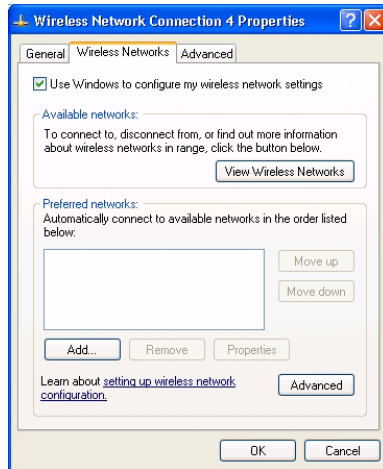 Wireless Network Connection 4 Properties
General Wireless Networks Advanced
Use Windows to configure my wireless network settings
Available networks:
To connect to, disconnect from, or find out more information
about wireless networks in range, click the button below.
View Wireless Networks
Preferred networks:
Automatically connect to available networks in the order listed
below:
Move up
Move down
Add... Remove Properties
Learn about setting up wireless network
configuration.
Advanced
OK Cancel